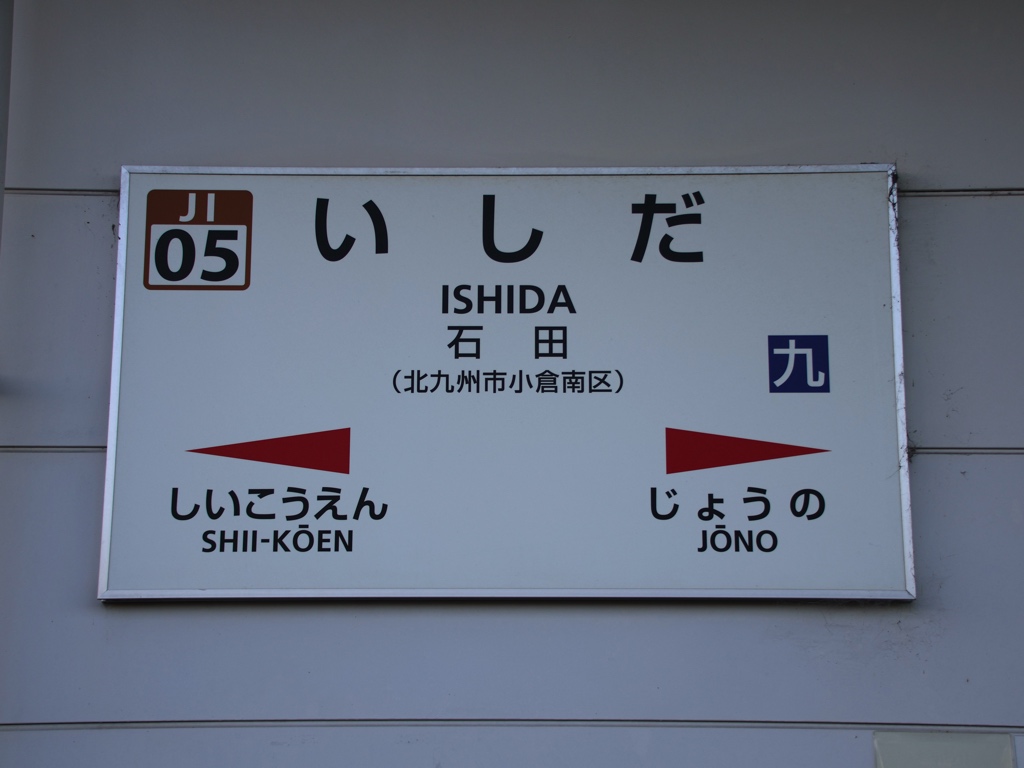 JI
05
いしだ
ISHIDA
石田
(北九州市小倉南区)
九
しいこうえん
SHII-KŌEN
じょうの
JŌNO